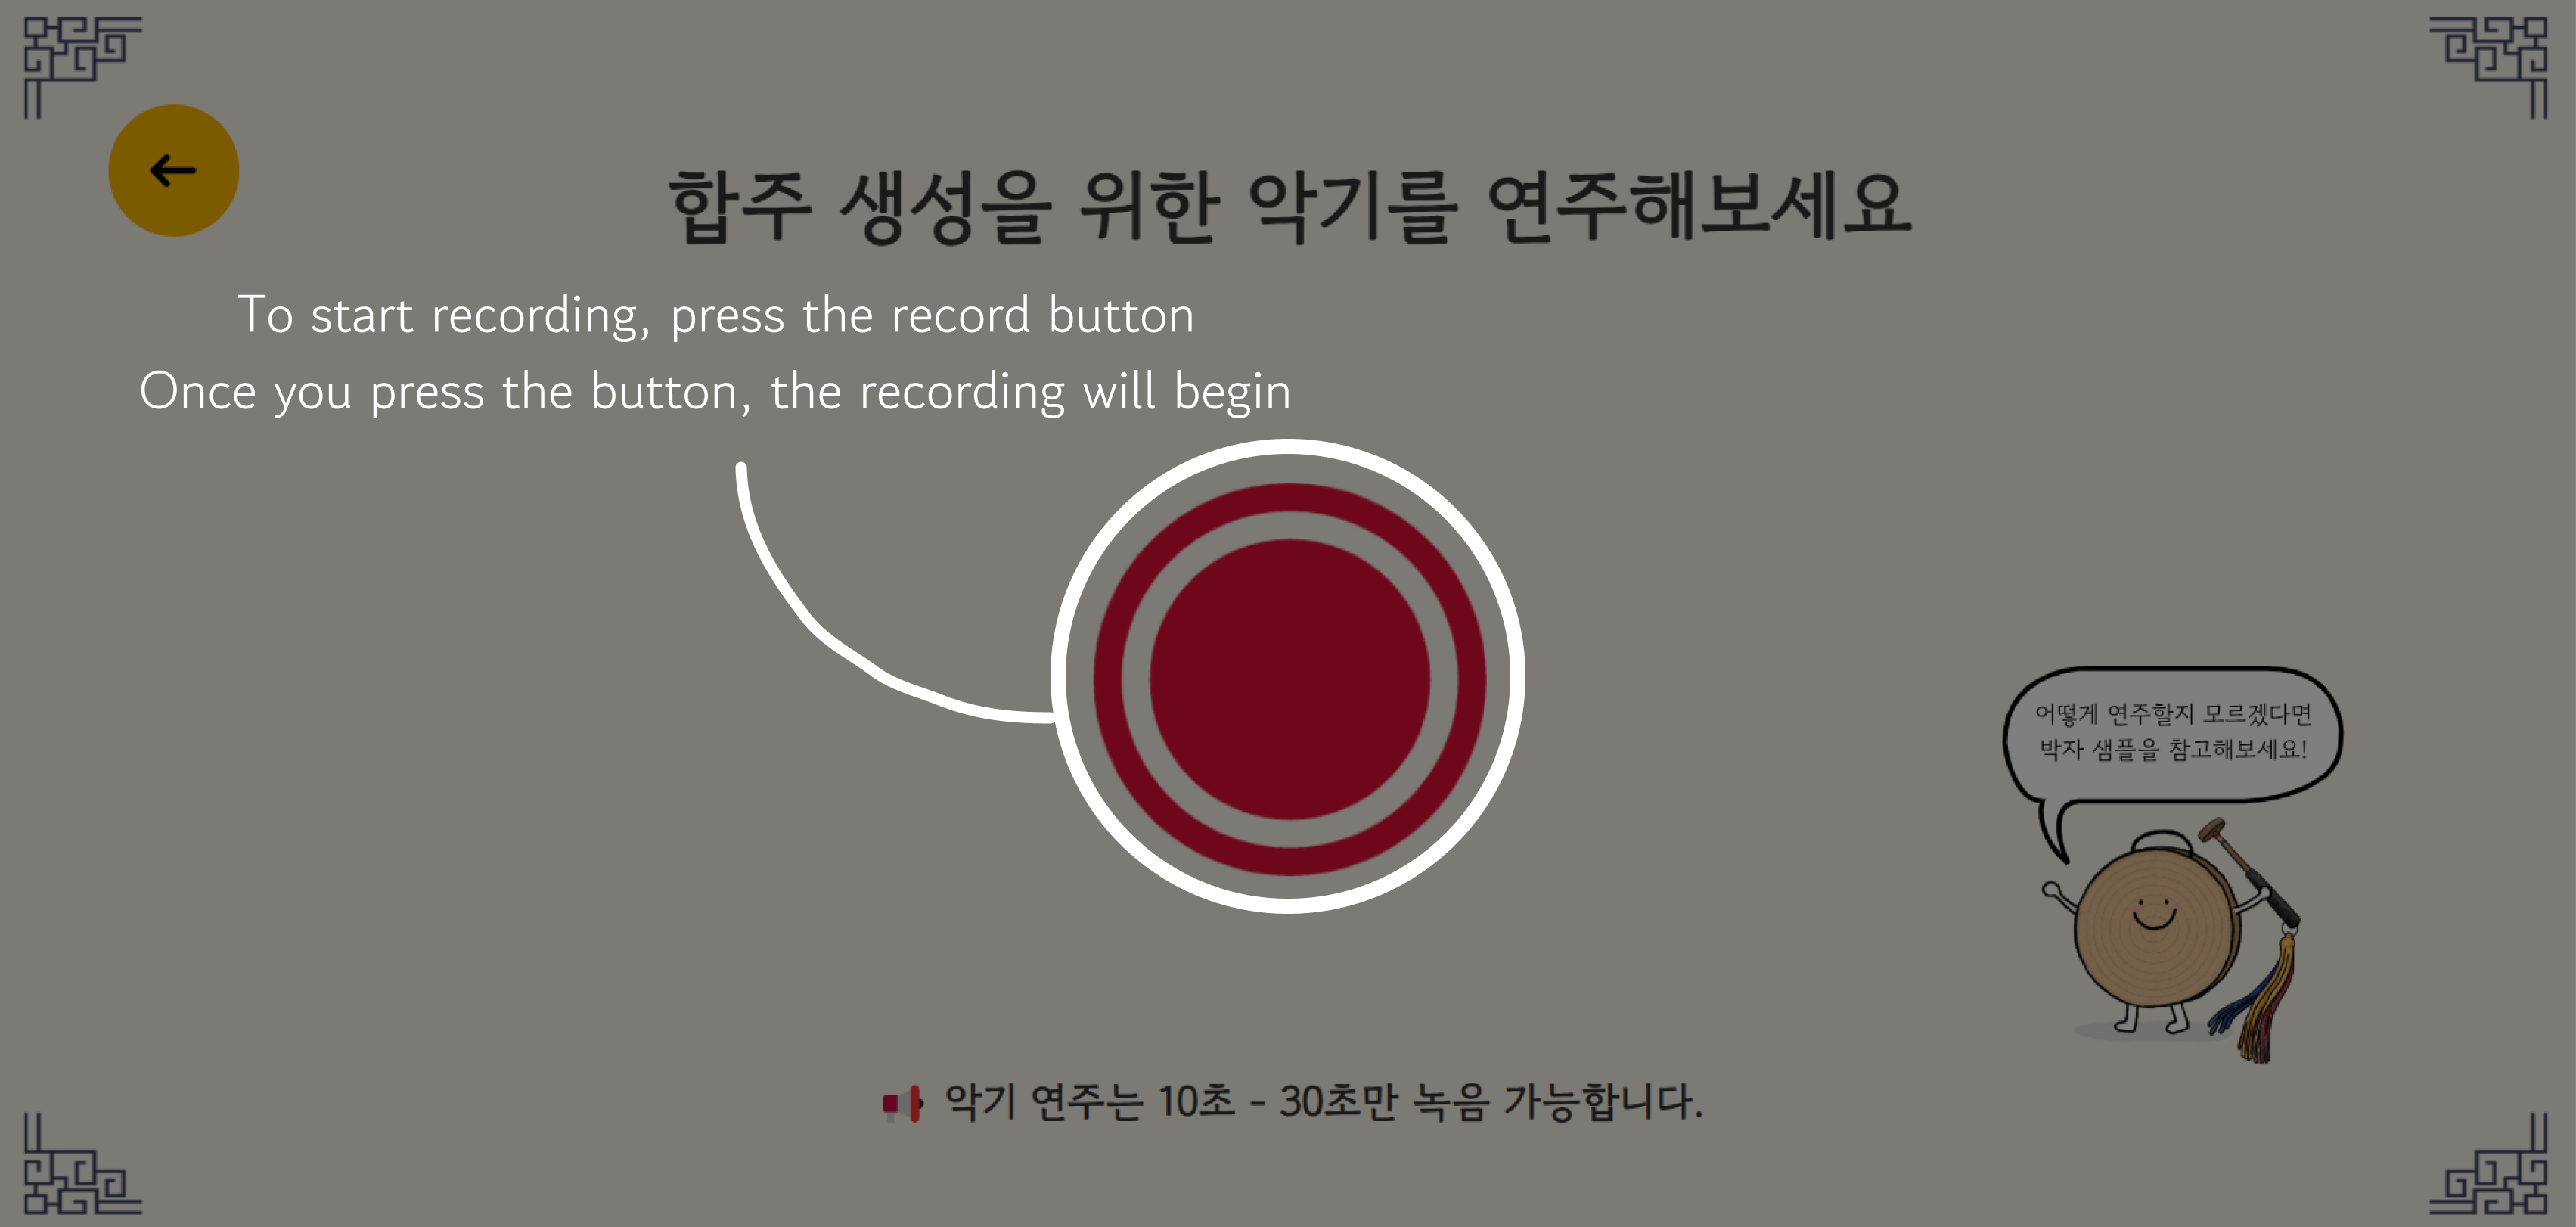 합주 생성을 위한 악기를 연주해보세요
To start recording, press the record button
Once you press the button, the recording will begin
어떻게 연주할지 모르겠다면
박자 샘플을 참고해보세요!
악기 연주는 10초 - 30초만 녹음 가능합니다.